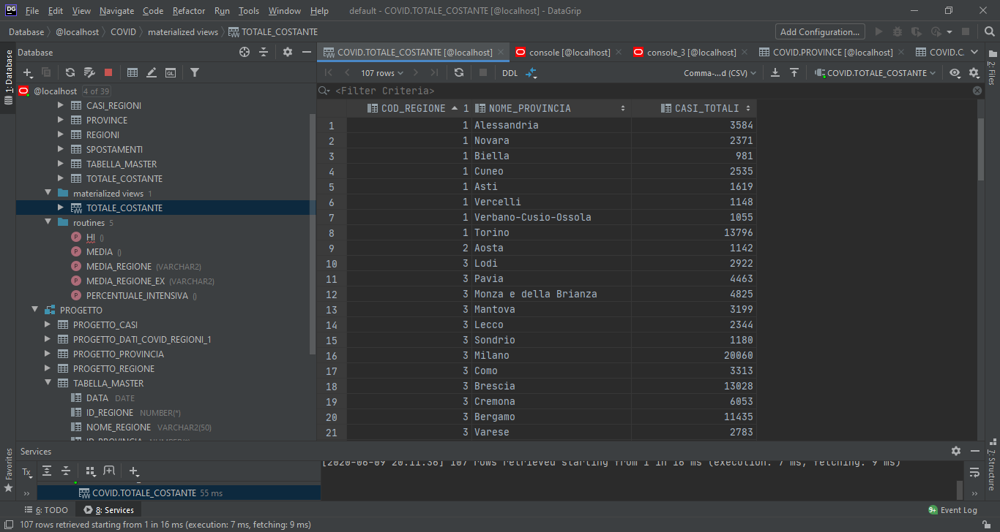 DG File Edit View Navigate Code Refactor Run Tools Window Help default - COVID.TOTALE_COSTANTE [@localhost] - DataGrip
Database @localhost COVID materialized views TOTALE_COSTANTE Add Configuration...
1: Database
Database
@localhost 4 of 39
CASI_REGIONI
PROVINCE
REGIONI
SPOSTAMENTI
TABELLA_MASTER
TOTALE_COSTANTE
materialized views 1
TOTALE_COSTANTE
routines 5
HI ()
MEDIA ()
MEDIA_REGIONE (VARCHAR2)
MEDIA_REGIONE_EX (VARCHAR2)
PERCENTUALE_INTENSIVA ()
PROGETTO
PROGETTO_CASI
PROGETTO_DATI_COVID_REGIONI_1
PROGETTO_PROVINCIA
PROGETTO_REGIONE
TABELLA_MASTER
DATA DATE
ID_REGIONE NUMBER(*)
NOME_REGIONE VARCHAR2(50)
ID_PROVINCIA NUMBER(*)
COVID.TOTALE_COSTANTE [@localhost] console [@localhost] console_3 [@localhost] COVID.PROVINCE [@localhost] COVID.C
107 rows DDL Comma-...d (CSV) COVID.TOTALE_COSTANTE
<Filter Criteria>
COD_REGIONE 1 NOME_PROVINCIA CASI_TOTALI
1 1 Alessandria 3584
2 1 Novara 2371
3 1 Biella 981
4 1 Cuneo 2535
5 1 Asti 1619
6 1 Vercelli 1148
7 1 Verbano-Cusio-Ossola 1055
8 1 Torino 13796
9 2 Aosta 1142
10 3 Lodi 2922
11 3 Pavia 4463
12 3 Monza e della Brianza 4825
13 3 Mantova 3199
14 3 Lecco 2344
15 3 Sondrio 1180
16 3 Milano 20060
17 3 Como 3313
18 3 Brescia 13028
19 3 Cremona 6053
20 3 Bergamo 11435
21 3 Varese 2783
2: Files
7: Structure
Favorites
Services
Tx
COVID.TOTALE_COSTANTE 55 ms
[2020-06-09 20:11:36] 107 rows retrieved starting from 1 in 16 ms (execution: 7 ms, fetching: 9 ms)
6: TODO 8: Services 9+ Event Log
107 rows retrieved starting from 1 in 16 ms (execution: 7 ms, fetching: 9 ms)